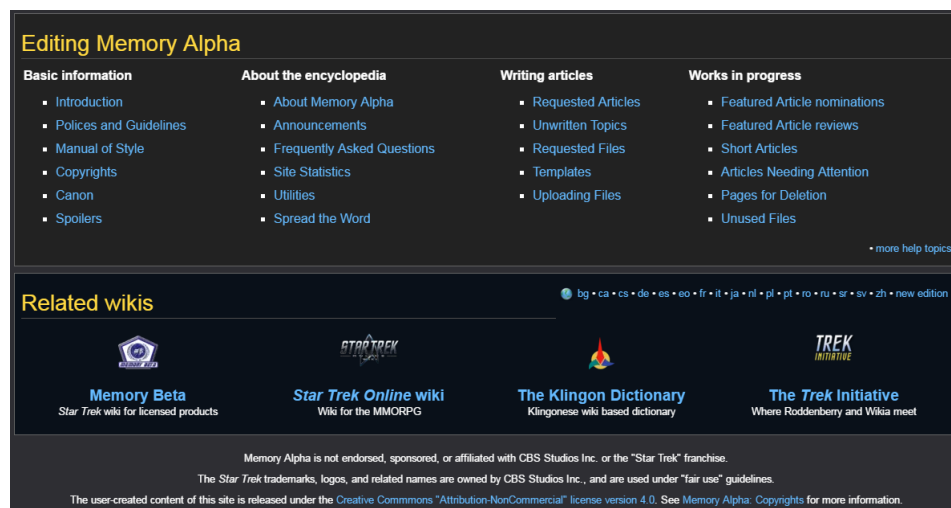 Editing Memory Alpha
Basic information
Introduction
Polices and Guidelines
Manual of Style
Copyrights
Canon
Spoilers
About the encyclopedia
About Memory Alpha
Announcements
Frequently Asked Questions
Site Statistics
Utilities
Spread the Word
Writing articles
Requested Articles
Unwritten Topics
Requested Files
Templates
Uploading Files
Works in progress
Featured Article nominations
Featured Article reviews
Short Articles
Articles Needing Attention
Pages for Deletion
Unused Files
• more help topics
Related wikis
bg • ca • cs • de • es • eo • fr • it • ja • nl • pl • pt • ro • ru • sr • sv • zh • new edition
MEMORY BETA
Memory Beta
Star Trek wiki for licensed products
STAR TREK
Star Trek Online wiki
Wiki for the MMORPG
The Klingon Dictionary
Klingonese wiki based dictionary
TREK
INITIATIVE
The Trek Initiative
Where Roddenberry and Wikia meet
Memory Alpha is not endorsed, sponsored, or affiliated with CBS Studios Inc. or the "Star Trek" franchise.
The Star Trek trademarks, logos, and related names are owned by CBS Studios Inc., and are used under "fair use" guidelines.
The user-created content of this site is released under the Creative Commmons "Attribution-NonCommercial" license version 4.0. See Memory Alpha: Copyrights for more information.